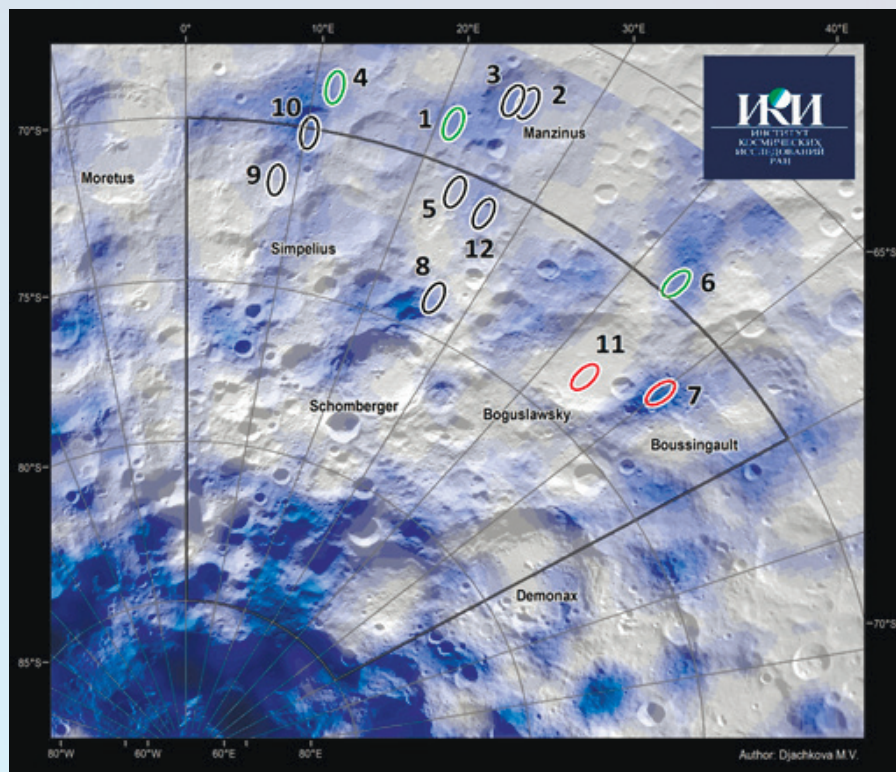 0° 10°E 20°E 30°E 40°E
ИКИ
ИНСТИТУТ
КОСМИЧЕСКИХ
ИССЛЕДОВАНИЙ
РАН
4
3
2
10
1
Manzinus
70°S
9
Moretus
5
12
Simpelius
65°S
8
6
75°S
11
7
Schomberger
Boguslawsky
Boussingault
80°S
Demonax
70°S
85°S
80°W 60°W 60°E 80°E
Author: Djachkova M.V.